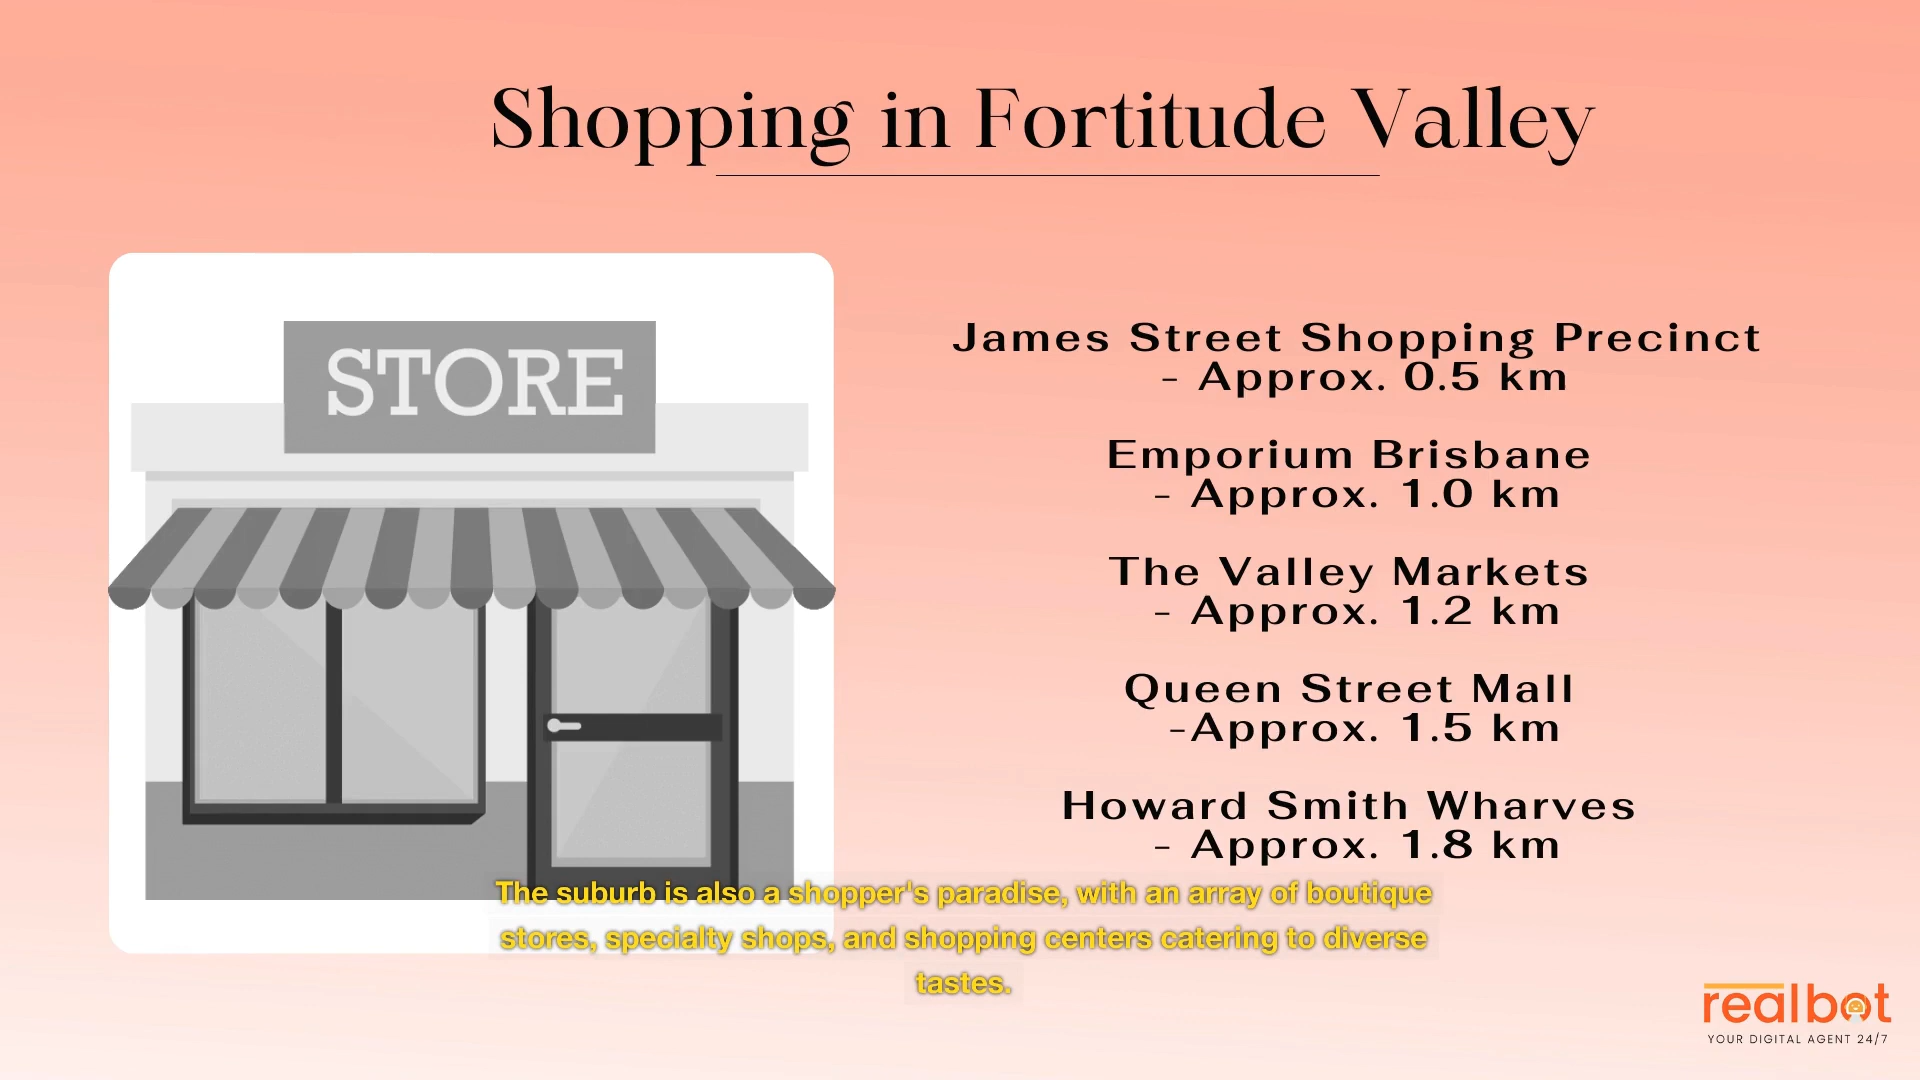 Shopping in Fortitude Valley
STORE
James Street Shopping Precinct
- Approx. 0.5 km
Emporium Brisbane
- Approx. 1.0 km
The Valley Markets
- Approx. 1.2 km
Queen Street Mall
-Approx. 1.5 km
Howard Smith Wharves
- Approx. 1.8 km
The suburb is also a shopper's paradise, with an array of boutique
stores, specialty shops, and shopping centers catering to diverse
tastes.
realbot
YOUR DIGITAL AGENT 24/7